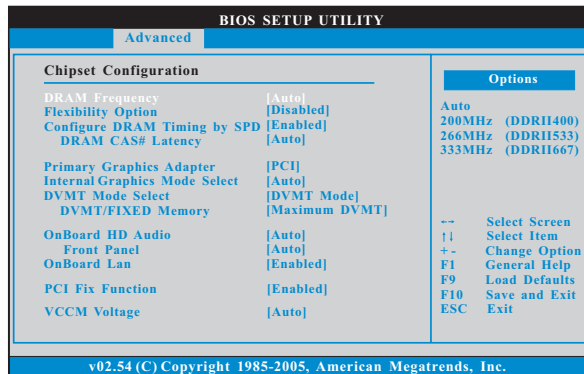 BIOS SETUP UTILITY
Advanced
Chipset Configuration
DRAM Frequency [Auto]
Flexibility Option [Disabled]
Configure DRAM Timing by SPD [Enabled]
DRAM CAS# Latency [Auto]
Primary Graphics Adapter [PCI]
Internal Graphics Mode Select [Auto]
DVMT Mode Select [DVMT Mode]
DVMT/FIXED Memory [Maximum DVMT]
OnBoard HD Audio [Auto]
Front Panel [Auto]
OnBoard Lan [Enabled]
PCI Fix Function [Enabled]
VCCM Voltage [Auto]
Options
Auto
200MHz (DDRII400)
266MHz (DDRII533)
333MHz (DDRII667)
←→ Select Screen
↑↓ Select Item
+ - Change Option
F1 General Help
F9 Load Defaults
F10 Save and Exit
ESC Exit
v02.54 (C) Copyright 1985-2005, American Megatrends, Inc.